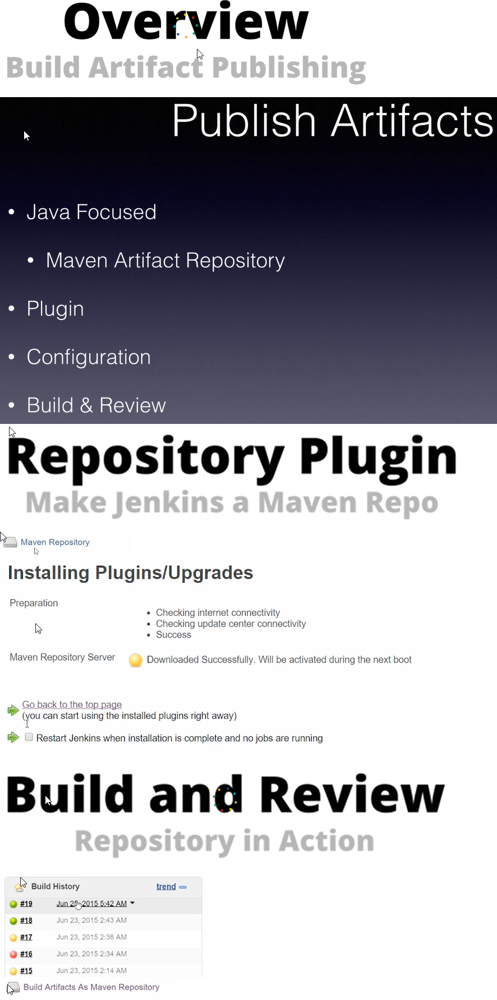 Overview
Build Artifact Publishing
Publish Artifacts
• Java Focused
• Maven Artifact Repository
• Plugin
• Configuration
• Build & Review
Repository Plugin
Make Jenkins a Maven Repo
Maven Repository
Installing Plugins/Upgrades
Preparation
• Checking internet connectivity
• Checking update center connectivity
• Success
Maven Repository Server Downloaded Successfully. Will be activated during the next boot
Go back to the top page
(you can start using the installed plugins right away)
Restart Jenkins when installation is complete and no jobs are running
Build and Review
Repository in Action
Build History trend
#19 Jun 2 2015 5:42 AM
#18 Jun 23, 2015 2:43 AM
#17 Jun 23, 2015 2:38 AM
#16 Jun 23, 2015 2:34 AM
#15 Jun 23, 2015 2:14 AM
Build Artifacts As Maven Repository